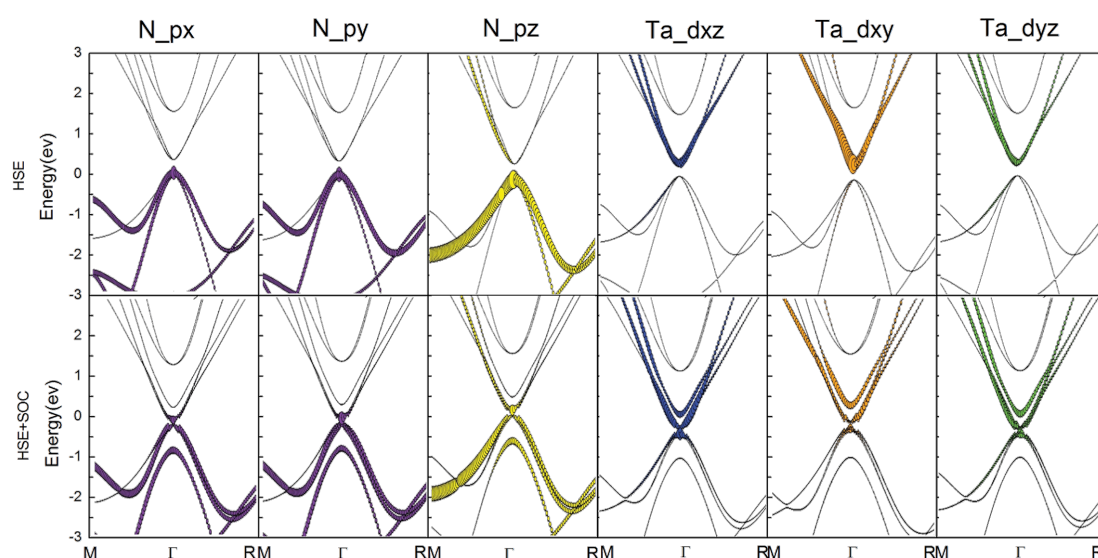 N_px N_py N_pz Ta_dxz Ta_dxy Ta_dyz
HSE
Energy(ev)
3
2
1
0
-1
-2
-3
HSE+SOC
Energy(ev)
2
1
0
-1
-2
-3
M Γ RM Γ RM Γ RM Γ RM Γ RM Γ R